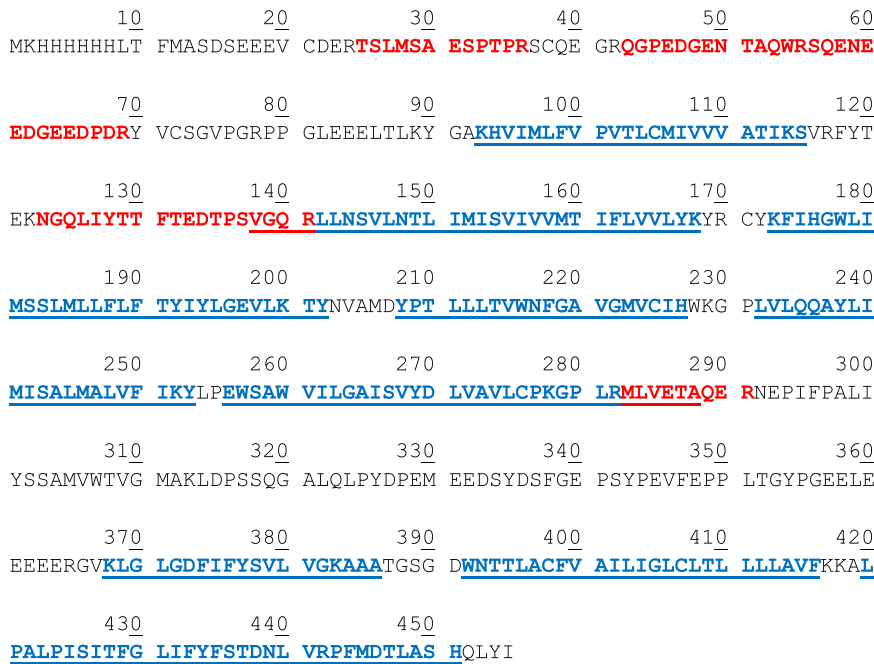 10 20 30 40 50 60
MKHHHHHHLT FMASDSEEEV CDERTSLMSA ESPTPRSCQE GRQGPEDGEN TAQWRSQENE
70 80 90 100 110 120
EDGEEDPDRY VCSGVPGRPP GLEEELTLKY GAKHVIMLFV PVTLCMIVVV ATIKSVRFYT
130 140 150 160 170 180
EKNGQLIYTT FTEDTPSVGQ RLLNSVLNTL IMISVIVVMT IFLVVLYKYR CYKFIHGWLI
190 200 210 220 230 240
MSSLMLLFLF TYIYLGEVLK TYNVAMDYPT LLLTVWNFGA VGMVCIHWKG PLVLQQAYLI
250 260 270 280 290 300
MISALMALVF IKYLPEWSAW VILGAISVYD LVAVLCPKGP LRMLVETAQE RNEPIFPALI
310 320 330 340 350 360
YSSAMVWTVG MAKLDPSSQG ALQLPYDPEM EEDSYDSFGE PSYPEVFEPP LTGYPGEELE
370 380 390 400 410 420
EEEERGVKLG LGDFIFYSVL VGKAAATGSG DWNTTLACFV AILIGLCLTL LLLAVFKKAL
430 440 450
PALPISITFG LIFYFSTDNL VRPFMDTLAS HQLYI